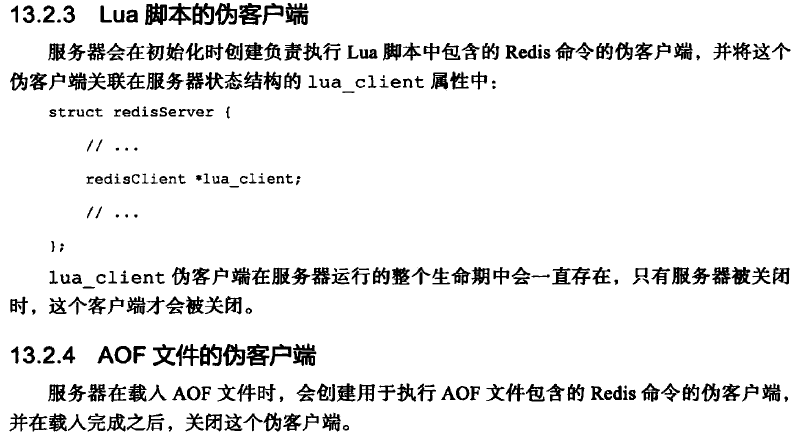 13.2.3 Lua 脚本的伪客户端
服务器会在初始化时创建负责执行 Lua 脚本中包含的 Redis 命令的伪客户端，并将这个
伪客户端关联在服务器状态结构的 lua_client 属性中：
struct redisServer {
// ...
redisClient *lua_client;
// ...
};
lua_client 伪客户端在服务器运行的整个生命期中会一直存在，只有服务器被关闭
时，这个客户端才会被关闭。
13.2.4 AOF 文件的伪客户端
服务器在载入 AOF 文件时，会创建用于执行 AOF 文件包含的 Redis 命令的伪客户端，
并在载入完成之后，关闭这个伪客户端。